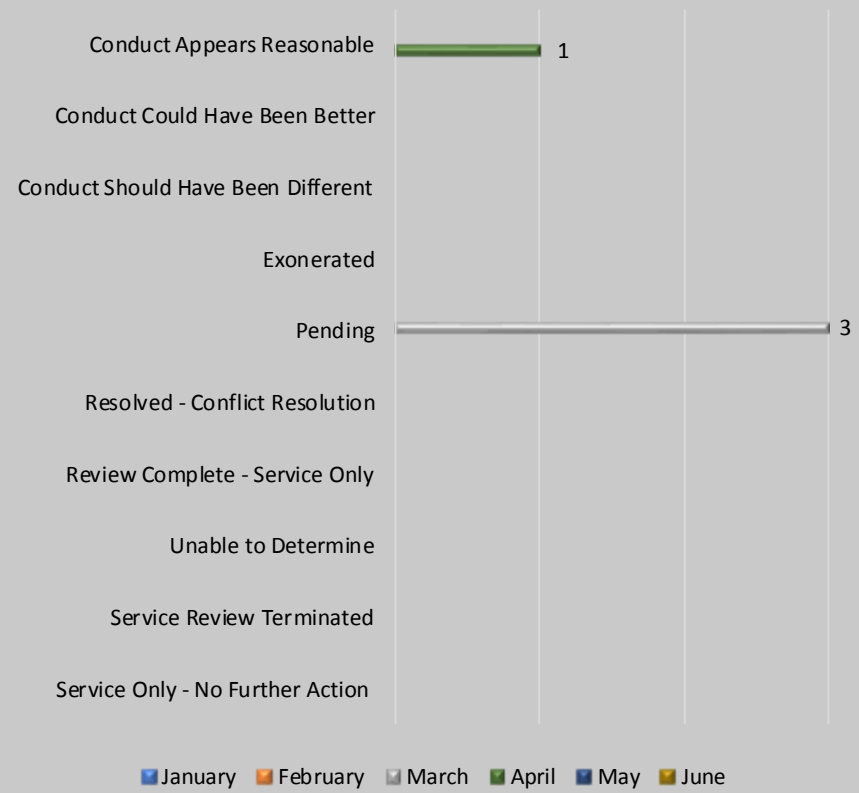 Conduct Appears Reasonable
1
Conduct Could Have Been Better
Conduct Should Have Been Different
Exonerated
Pending
3
Resolved - Conflict Resolution
Review Complete - Service Only
Unable to Determine
Service Review Terminated
Service Only - No Further Action
January February March April May June